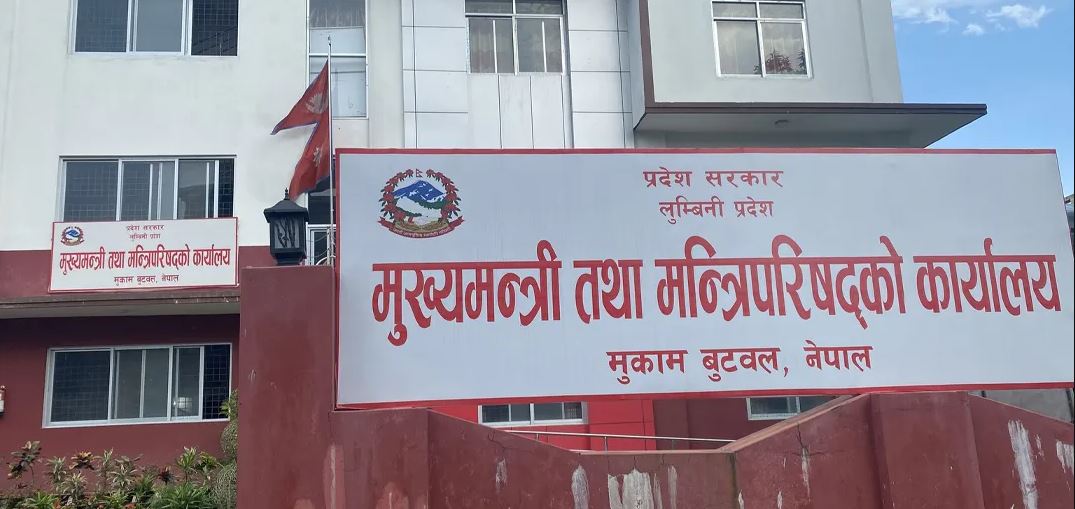 प्रदेश सरकार
लुम्बिनी प्रदेश
मुख्यमन्त्री तथा मन्त्रिपरिषद्को कार्यालय
मुकाम बुटवल, नेपाल
प्रदेश सरकार
लुम्बिनी प्रदेश
मुख्यमन्त्री तथा मन्त्रिपरिषद्को कार्यालय
मुकाम बुटवल, नेपाल